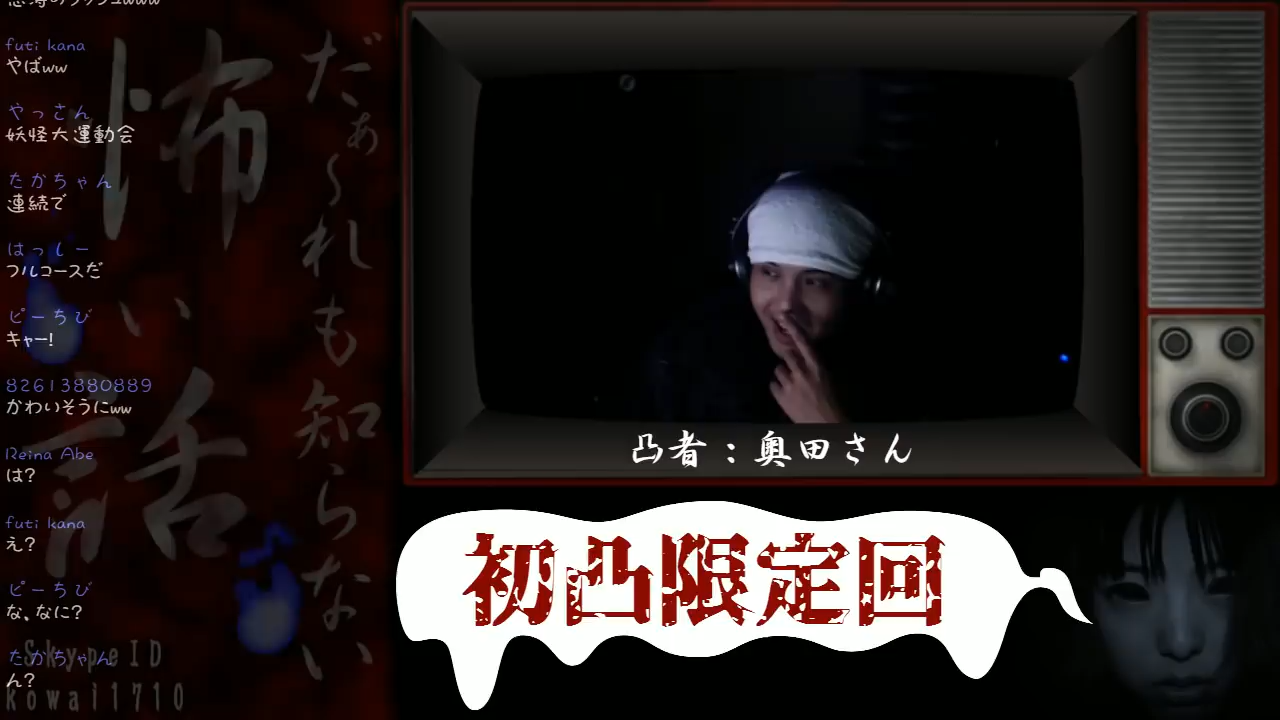 futi kana
やばww
やっさん
妖怪大運動会
たかちゃん
連続で
はっしー
フルコースだ
ピーちび
キャー!
82613880889
かわいそうにww
Reina Abe
は?
futi kana
え?
ピーちび
な、なに?
たかちゃん
ん?
Skype ID
kowai1710
だぁ~れも知らない
怖い話
凸者：奥田さん
初凸限定回